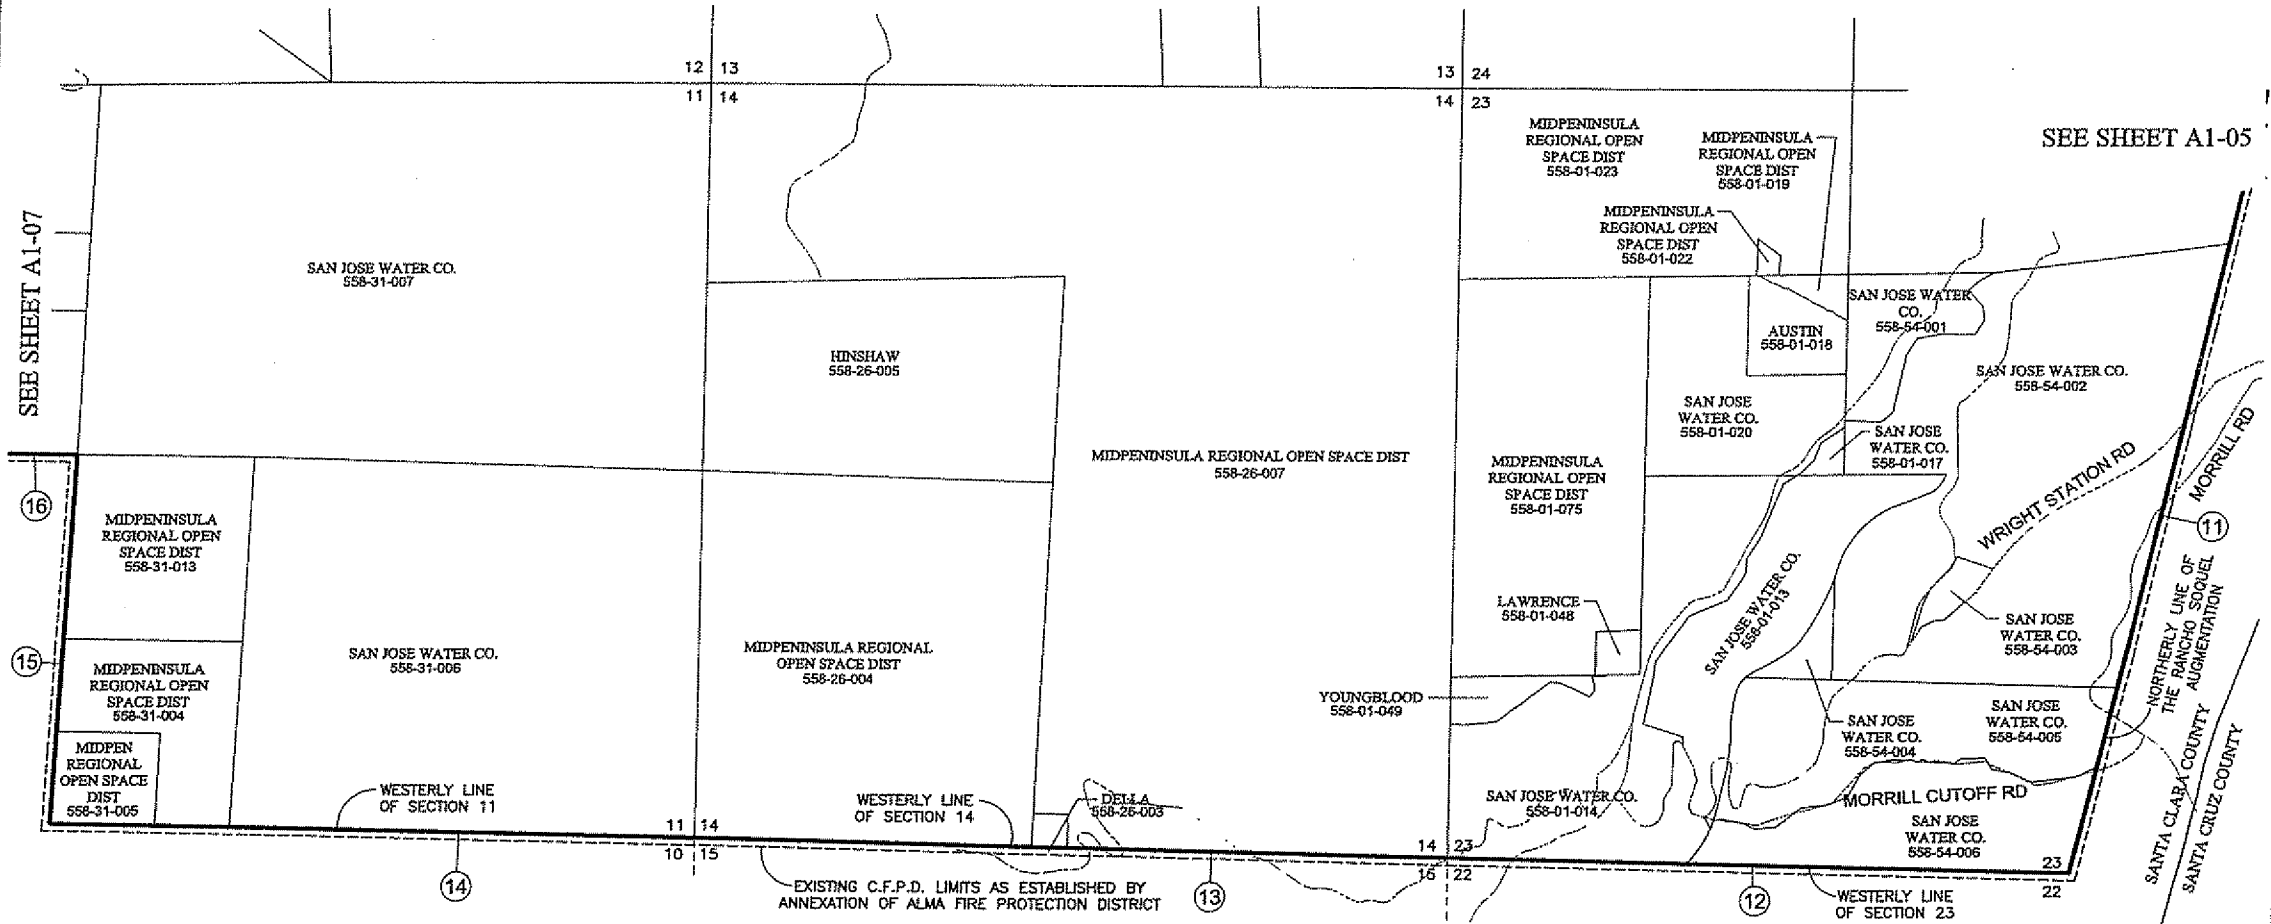 12 13
11 14
13 24
14 23
SEE SHEET A1-05
SEE SHEET A1-07
MIDPENINSULA
REGIONAL OPEN
SPACE DIST
558-01-023
MIDPENINSULA
REGIONAL OPEN
SPACE DIST
558-01-019
MIDPENINSULA
REGIONAL OPEN
SPACE DIST
558-01-022
SAN JOSE WATER CO.
558-31-007
SAN JOSE WATER
CO.
558-54-001
AUSTIN
558-01-018
HINSHAW
558-26-005
SAN JOSE WATER CO.
558-54-002
SAN JOSE
WATER CO.
558-01-020
SAN JOSE
WATER CO.
558-01-017
MIDPENINSULA REGIONAL OPEN SPACE DIST
558-26-007
MIDPENINSULA
REGIONAL OPEN
SPACE DIST
558-01-075
WRIGHT STATION RD
MORRILL RD
16
11
MIDPENINSULA
REGIONAL OPEN
SPACE DIST
558-31-013
NORTHERLY LINE OF
THE RANCHO SOQUEL
AUGMENTATION
LAWRENCE
558-01-048
SAN JOSE WATER CO.
558-01-013
SAN JOSE
WATER CO.
558-54-003
15
MIDPENINSULA
REGIONAL OPEN
SPACE DIST
558-31-004
SAN JOSE WATER CO.
558-31-006
MIDPENINSULA REGIONAL
OPEN SPACE DIST
558-26-004
YOUNGBLOOD
558-01-049
SAN JOSE
WATER CO.
558-54-004
SAN JOSE
WATER CO.
558-54-005
MIDPEN
REGIONAL
OPEN SPACE
DIST
558-31-005
WESTERLY LINE
OF SECTION 11
WESTERLY LINE
OF SECTION 14
DELLA
558-26-003
SAN JOSE WATER CO.
558-01-014
MORRILL CUTOFF RD
SAN JOSE
WATER CO.
558-54-006
SANTA CLARA COUNTY
SANTA CRUZ COUNTY
11 14
10 15
14 23
15 22
23
22
14
EXISTING C.F.P.D. LIMITS AS ESTABLISHED BY
ANNEXATION OF ALMA FIRE PROTECTION DISTRICT
13
12
WESTERLY LINE
OF SECTION 23